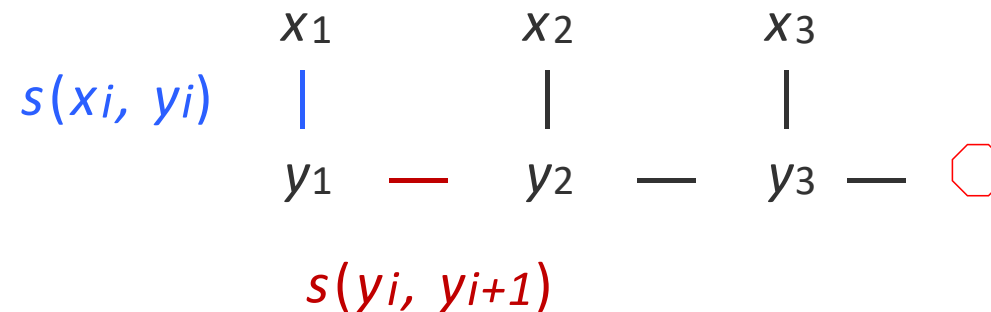 x1 x2 x3
s(xi, yi)
y1 y2 y3
s(yi, yi+1)